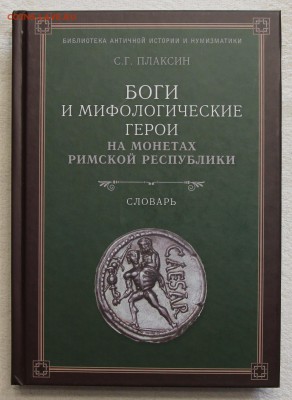 БИБЛИОТЕКА АНТИЧНОЙ ИСТОРИИ И НУМИЗМАТИКИ
С.Г. ПЛАКСИН
БОГИ
И МИФОЛОГИЧЕСКИЕ
ГЕРОИ
НА МОНЕТАХ
РИМСКОЙ РЕСПУБЛИКИ
СЛОВАРЬ
CAESAR